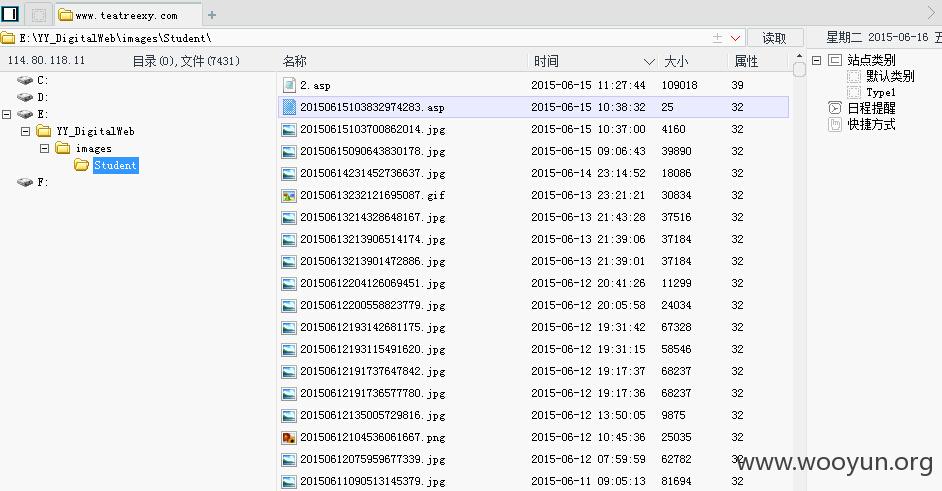 www.teatreexy.com
E:\YY_DigitalWeb\images\Student\
读取
星期二 2015-06-16 五
114.80.118.11 目录(0),文件(7431) 名称 时间 大小 属性
C:
D:
E:
YY_DigitalWeb
images
Student
F:
2.asp 2015-06-15 11:27:44 109018 39
20150615103832974283.asp 2015-06-15 10:38:32 25 32
20150615103700862014.jpg 2015-06-15 10:37:00 4160 32
20150615090643830178.jpg 2015-06-15 09:06:43 39890 32
20150614231452736637.jpg 2015-06-14 23:14:52 18086 32
20150613232121695087.gif 2015-06-13 23:21:21 30834 32
20150613214328648167.jpg 2015-06-13 21:43:28 37516 32
20150613213906514174.jpg 2015-06-13 21:39:06 37184 32
20150613213901472886.jpg 2015-06-13 21:39:01 37184 32
20150612204126069451.jpg 2015-06-12 20:41:26 11299 32
20150612200558823779.jpg 2015-06-12 20:05:58 24034 32
20150612193142681175.jpg 2015-06-12 19:31:42 67328 32
20150612193115491620.jpg 2015-06-12 19:31:15 58546 32
20150612191737647842.jpg 2015-06-12 19:17:37 68237 32
20150612191736577780.jpg 2015-06-12 19:17:36 68237 32
20150612135005729816.jpg 2015-06-12 13:50:05 9875 32
20150612104536061667.png 2015-06-12 10:45:36 25035 32
20150612075959677339.jpg 2015-06-12 07:59:59 62782 32
20150611090513145379.jpg 2015-06-11 09:05:13 81694 32
站点类别
默认类别
Type1
日程提醒
快捷方式
www.wooyun.org